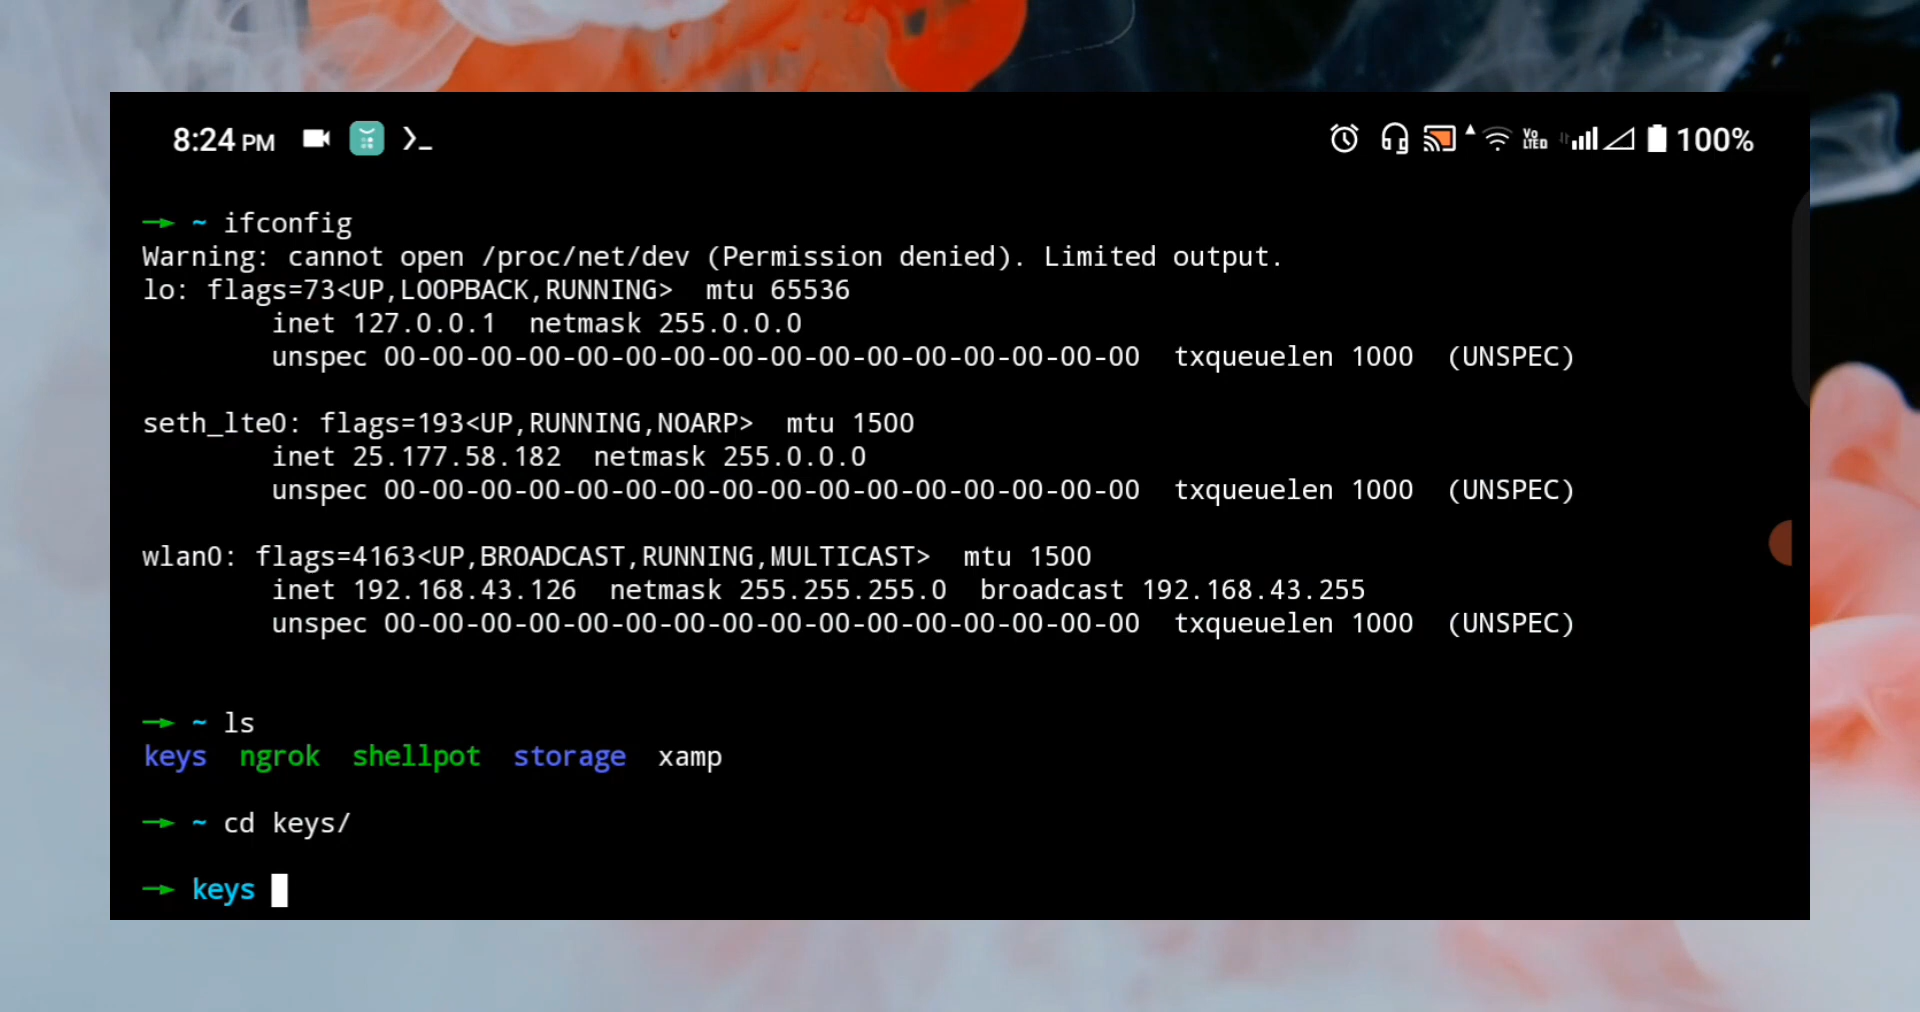 8:24 PM 100%
→ ~ ifconfig
Warning: cannot open /proc/net/dev (Permission denied). Limited output.
lo: flags=73<UP,LOOPBACK,RUNNING>  mtu 65536
        inet 127.0.0.1  netmask 255.0.0.0
        unspec 00-00-00-00-00-00-00-00-00-00-00-00-00-00-00-00  txqueuelen 1000  (UNSPEC)

seth_lte0: flags=193<UP,RUNNING,NOARP>  mtu 1500
        inet 25.177.58.182  netmask 255.0.0.0
        unspec 00-00-00-00-00-00-00-00-00-00-00-00-00-00-00-00  txqueuelen 1000  (UNSPEC)

wlan0: flags=4163<UP,BROADCAST,RUNNING,MULTICAST>  mtu 1500
        inet 192.168.43.126  netmask 255.255.255.0  broadcast 192.168.43.255
        unspec 00-00-00-00-00-00-00-00-00-00-00-00-00-00-00-00  txqueuelen 1000  (UNSPEC)

→ ~ ls
keys  ngrok  shellpot  storage  xamp

→ ~ cd keys/

→ keys